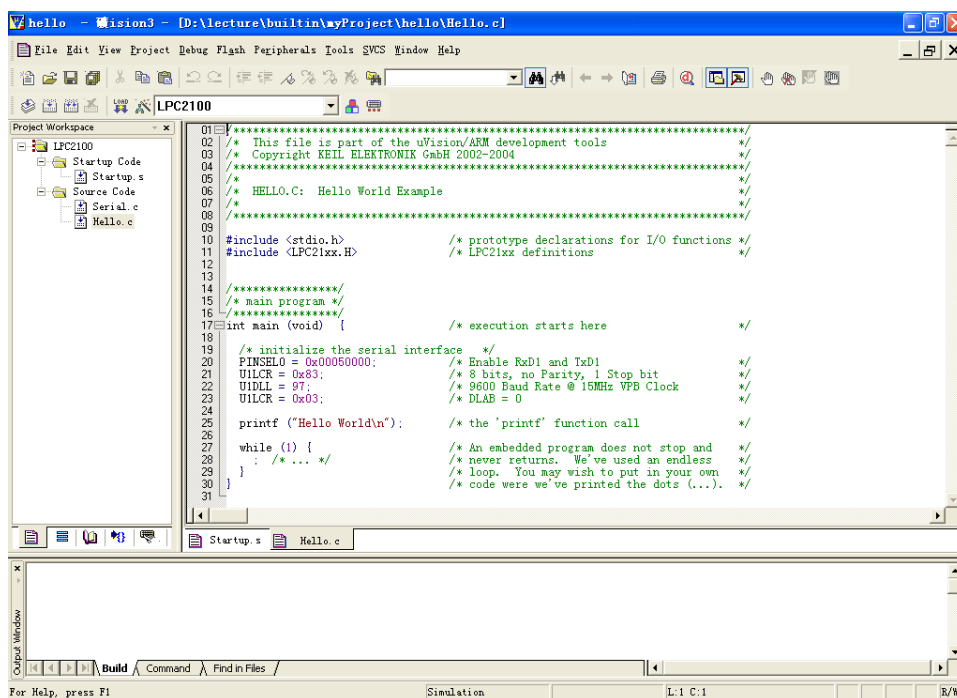 hello - 礦ision3 - [D:\lecture\builtin\myProject\hello\Hello.c]
File Edit View Project Debug Flash Peripherals Tools SVCS Window Help
LOAD LPC2100
Project Workspace
LPC2100
Startup Code
Startup.s
Source Code
Serial.c
Hello.c
01 /******************************************************************************/
02 /* This file is part of the uVision/ARM development tools */
03 /* Copyright KEIL ELEKTRONIK GmbH 2002-2004 */
04 /******************************************************************************/
05 /* */
06 /* HELLO.C: Hello World Example */
07 /* */
08 /******************************************************************************/
09
10 #include <stdio.h> /* prototype declarations for I/O functions */
11 #include <LPC21xx.H> /* LPC21xx definitions */
12
13
14 /****************/
15 /* main program */
16 /****************/
17 int main (void) { /* execution starts here */
18
19 /* initialize the serial interface */
20 PINSEL0 = 0x00050000; /* Enable RxD1 and TxD1 */
21 U1LCR = 0x83; /* 8 bits, no Parity, 1 Stop bit */
22 U1DLL = 97; /* 9600 Baud Rate @ 15MHz VPB Clock */
23 U1LCR = 0x03; /* DLAB = 0 */
24
25 printf ("Hello World\n"); /* the 'printf' function call */
26
27 while (1) { /* An embedded program does not stop and */
28 ; /* ... */ /* never returns. We've used an endless */
29 } /* loop. You may wish to put in your own */
30 } /* code were we've printed the dots (...). */
31
Startup.s Hello.c
Output Window
Build Command Find in Files
For Help, press F1 Simulation L:1 C:1 R/W